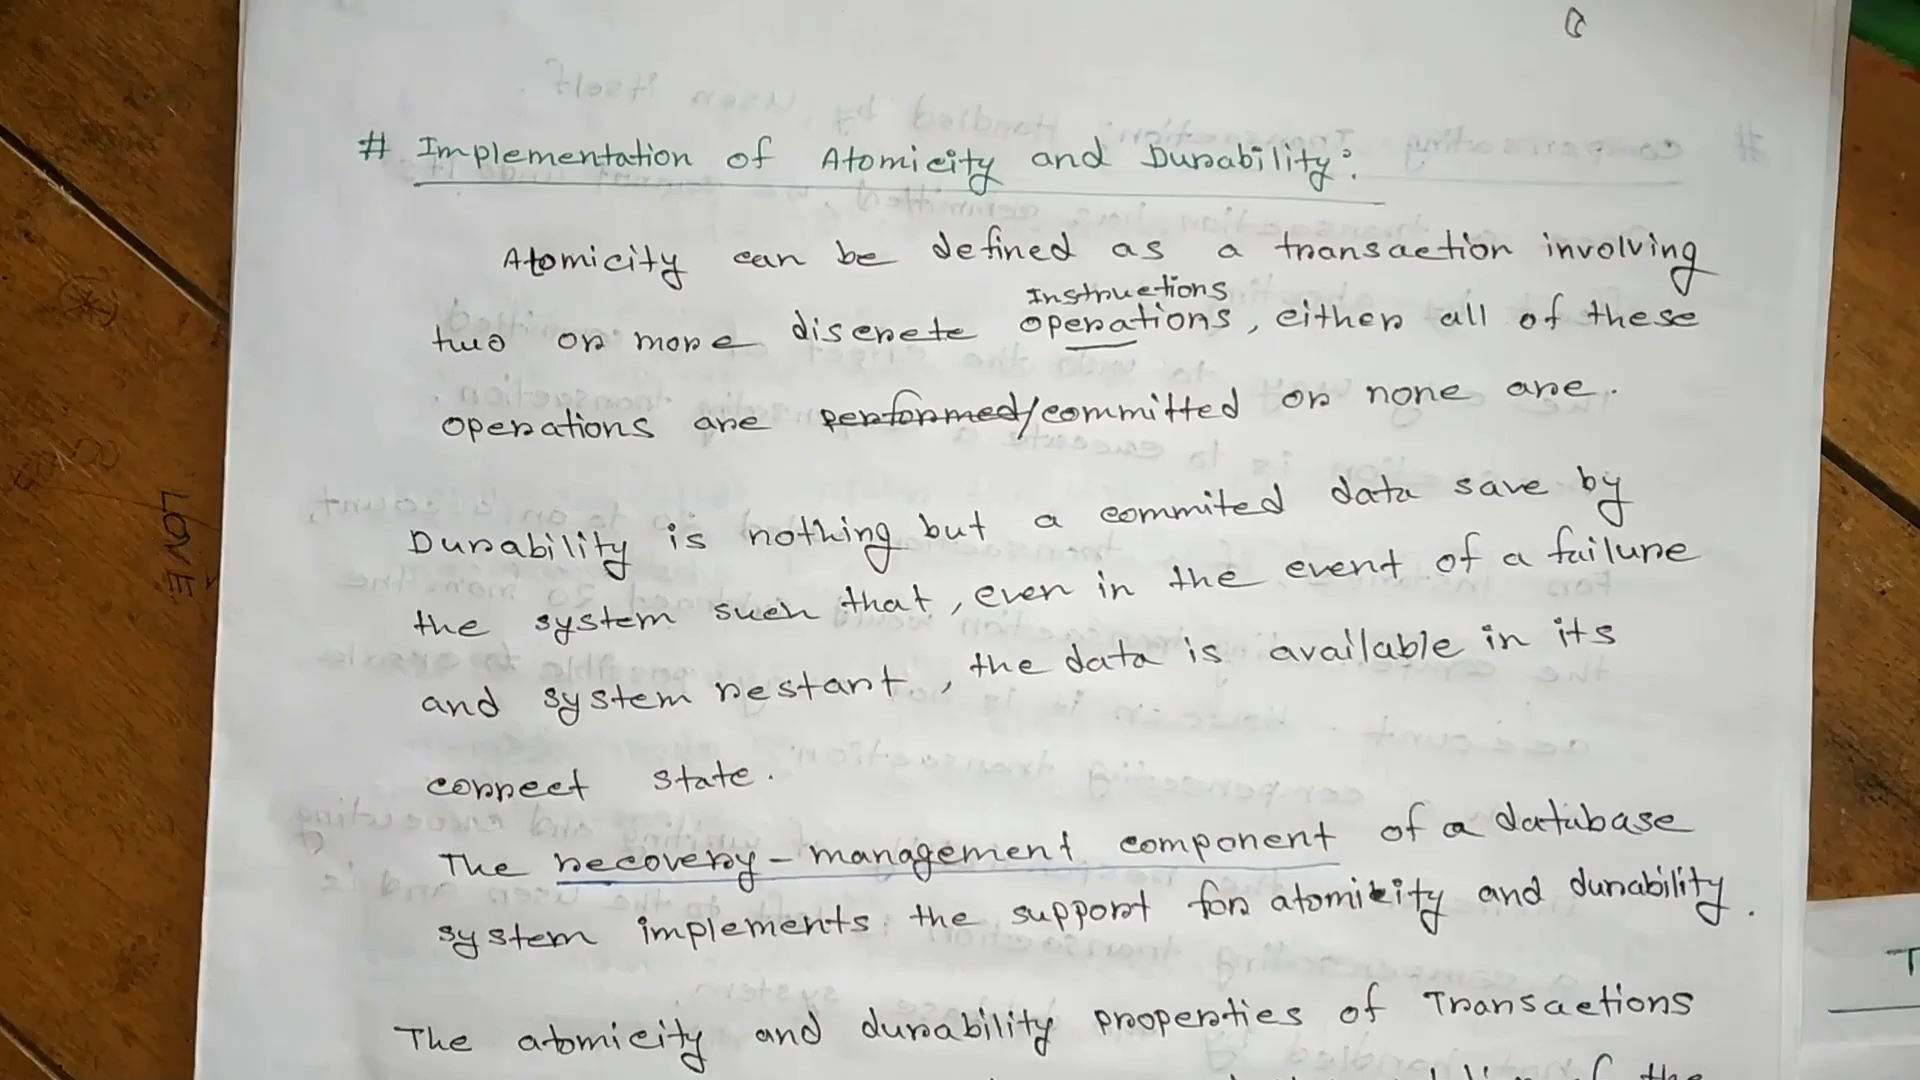 # Implementation of Atomicity and Durability:
Atomicity can be defined as a transaction involving
Instructions
two or more discrete operations, either all of these
operations are performed/committed or none are.
Durability is nothing but a commited data save by
the system such that, even in the event of a failure
and system restart, the data is available in its
correct state.
The recovery-management component of a database
system implements the support for atomicity and durability.
The atomicity and durability properties of Transactions
of the
LOVE
T